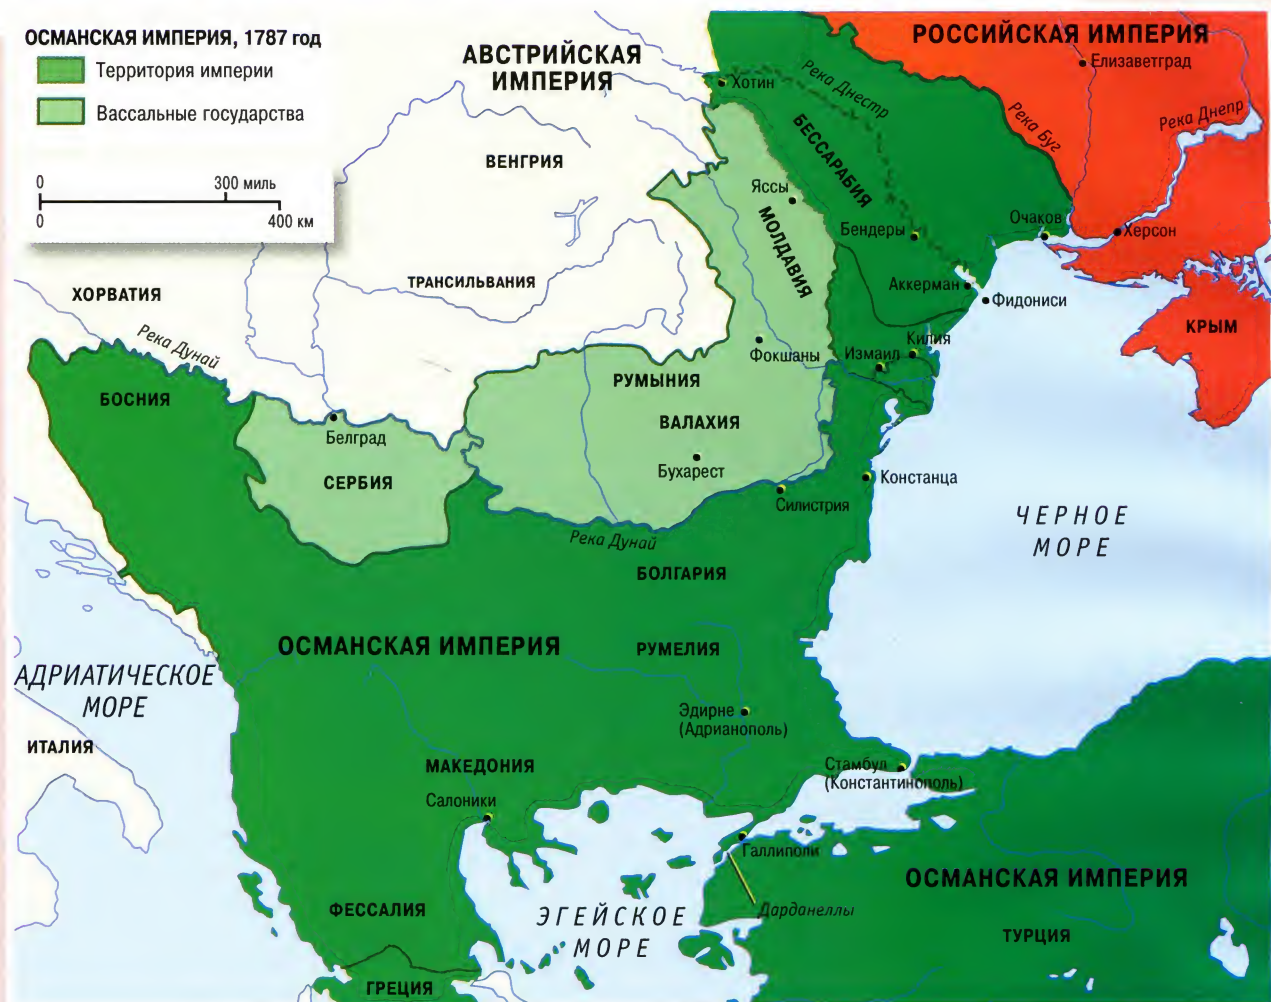 ОСМАНСКАЯ ИМПЕРИЯ, 1787 год
Территория империи
Вассальные государства
0
300 миль
0
400 км
АВСТРИЙСКАЯ
ИМПЕРИЯ
РОССИЙСКАЯ ИМПЕРИЯ
Елизаветград
Хотин
Река Днестр
Река Буг
Река Днепр
БЕССАРАБИЯ
ВЕНГРИЯ
Яссы
МОЛДАВИЯ
Бендеры
Очаков
Херсон
ТРАНСИЛЬВАНИЯ
Аккерман
Фидониси
ХОРВАТИЯ
КРЫМ
Река Дунай
Фокшаны
Измаил
Килия
РУМЫНИЯ
БОСНИЯ
ВАЛАХИЯ
Белград
Бухарест
СЕРБИЯ
Констанца
Силистрия
ЧЕРНОЕ
МОРЕ
Река Дунай
БОЛГАРИЯ
ОСМАНСКАЯ ИМПЕРИЯ
РУМЕЛИЯ
АДРИАТИЧЕСКОЕ
МОРЕ
Эдирне
(Адрианополь)
ИТАЛИЯ
МАКЕДОНИЯ
Стамбул
(Константинополь)
Салоники
Галлиполи
ОСМАНСКАЯ ИМПЕРИЯ
ФЕССАЛИЯ
ЭГЕЙСКОЕ
МОРЕ
Дарданеллы
ТУРЦИЯ
ГРЕЦИЯ